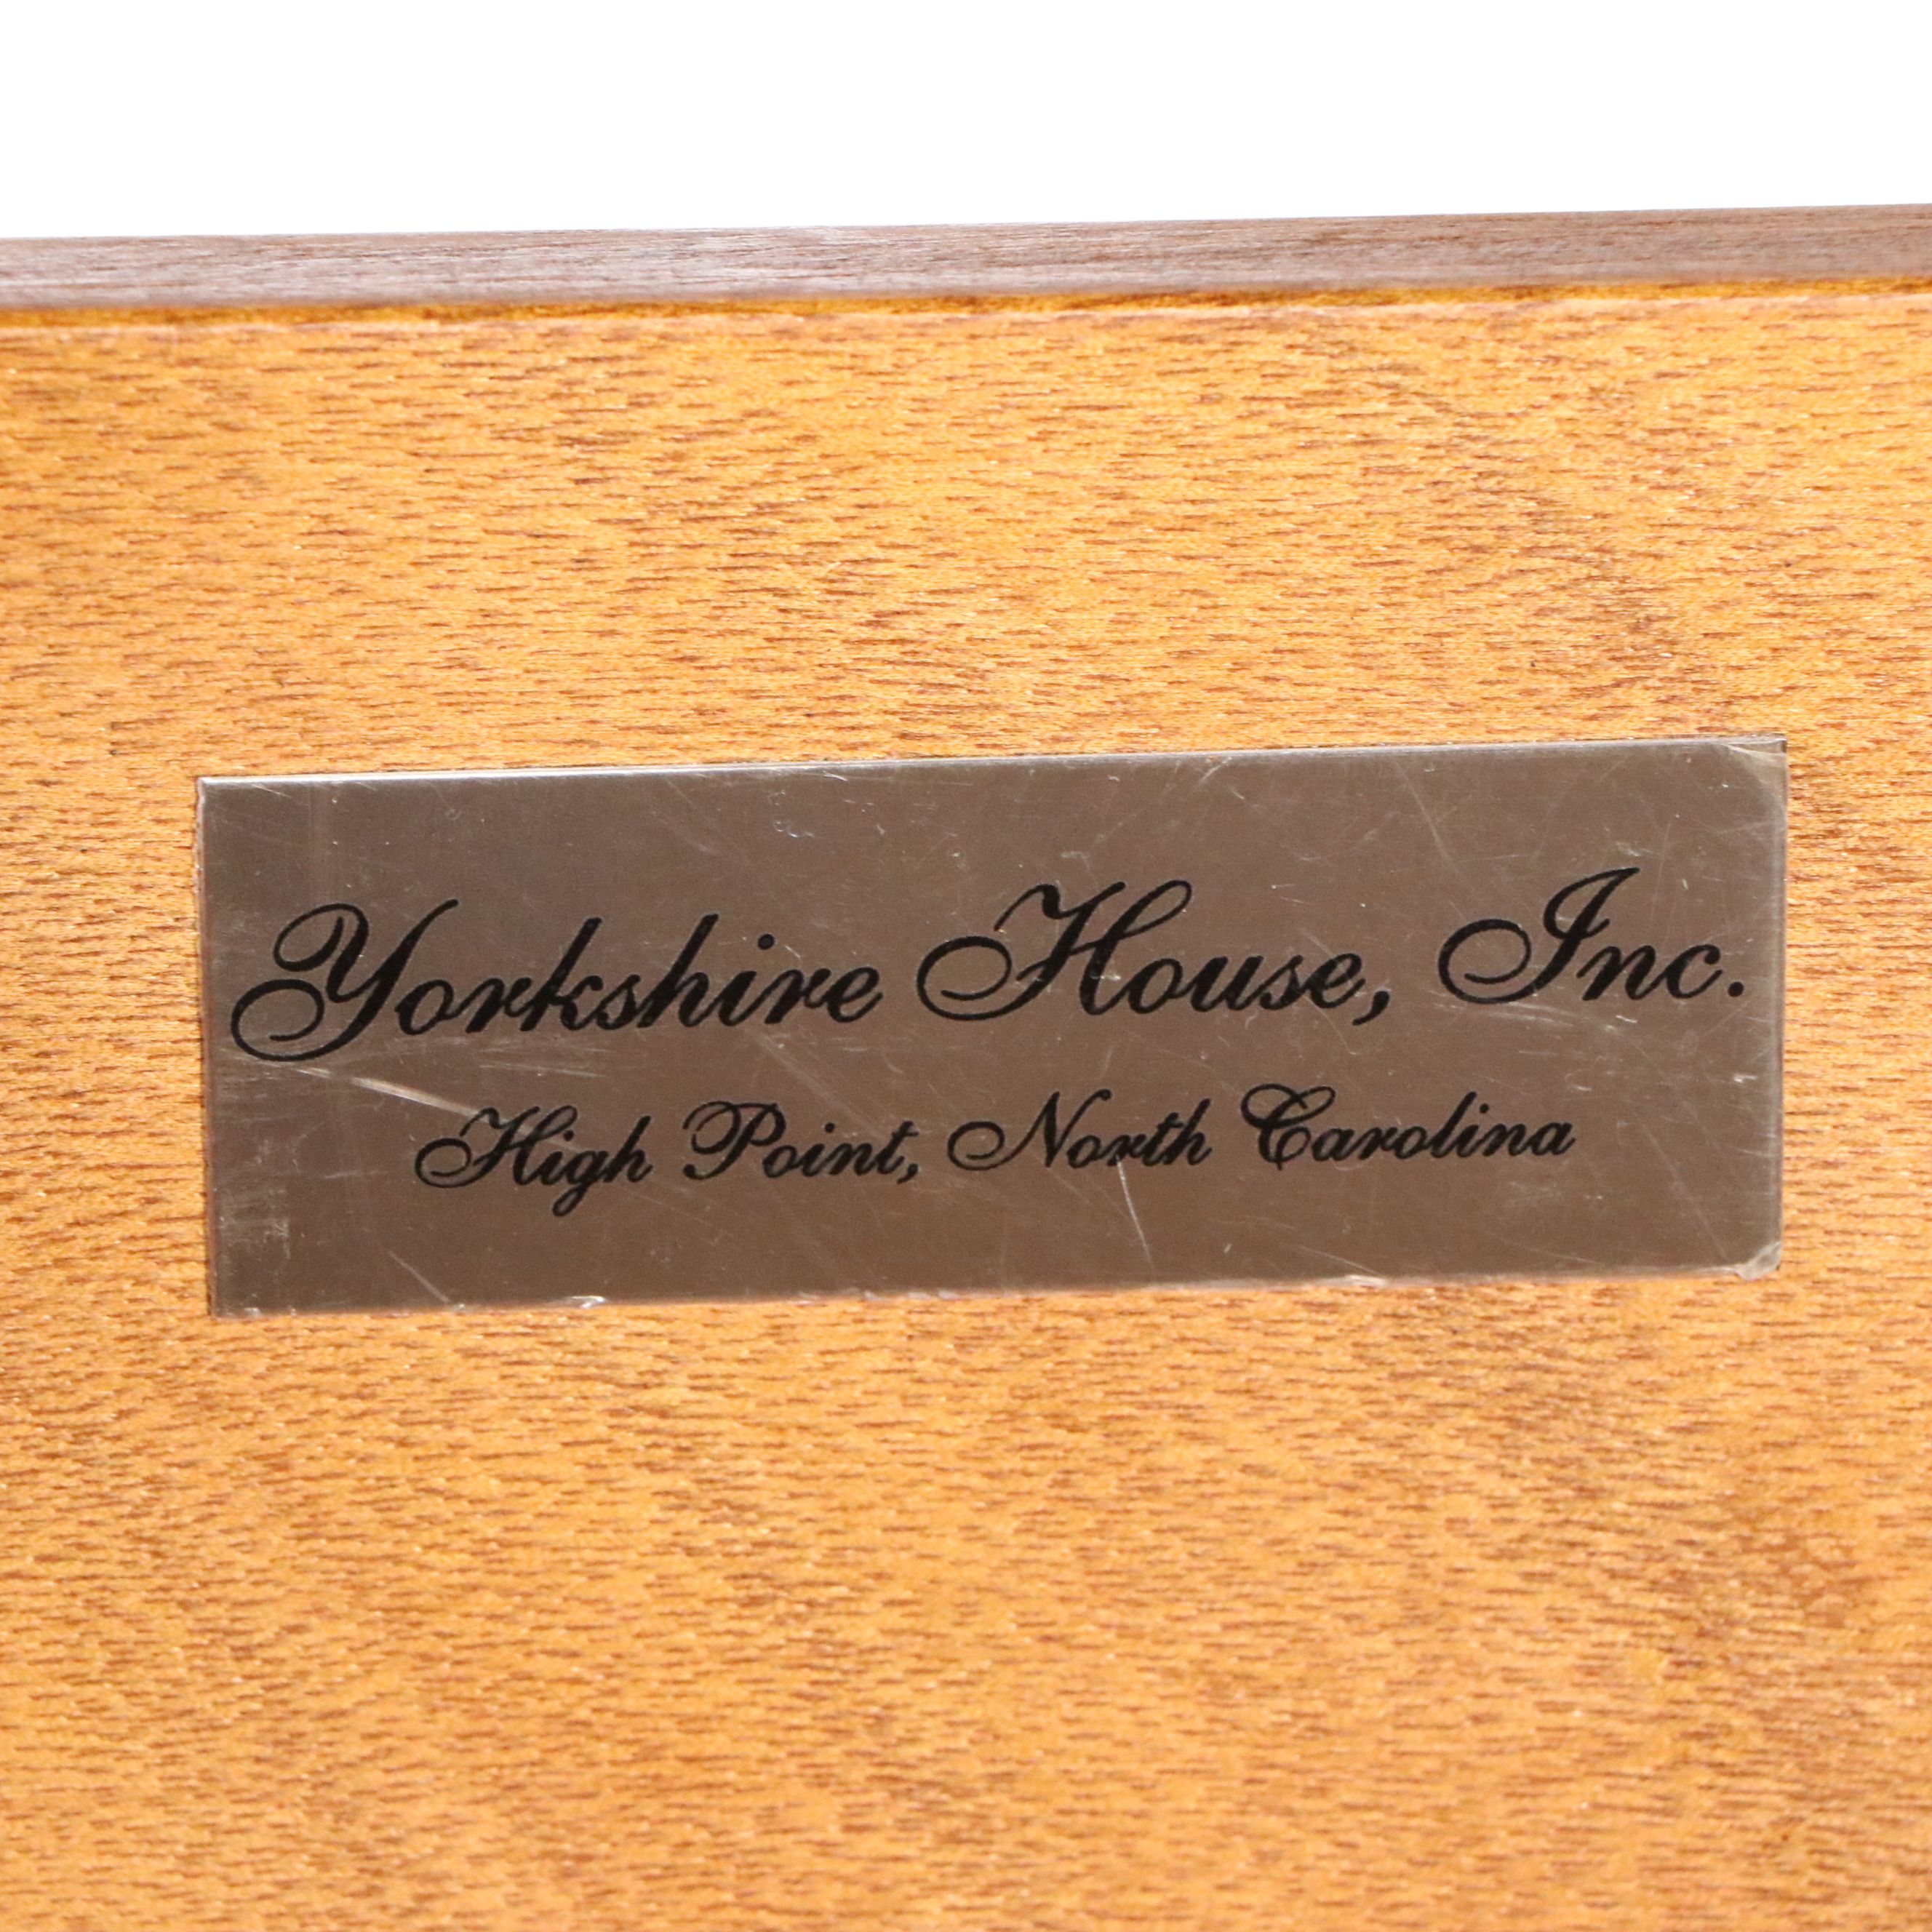 Yorkshire House, Inc.
High Point, North Carolina